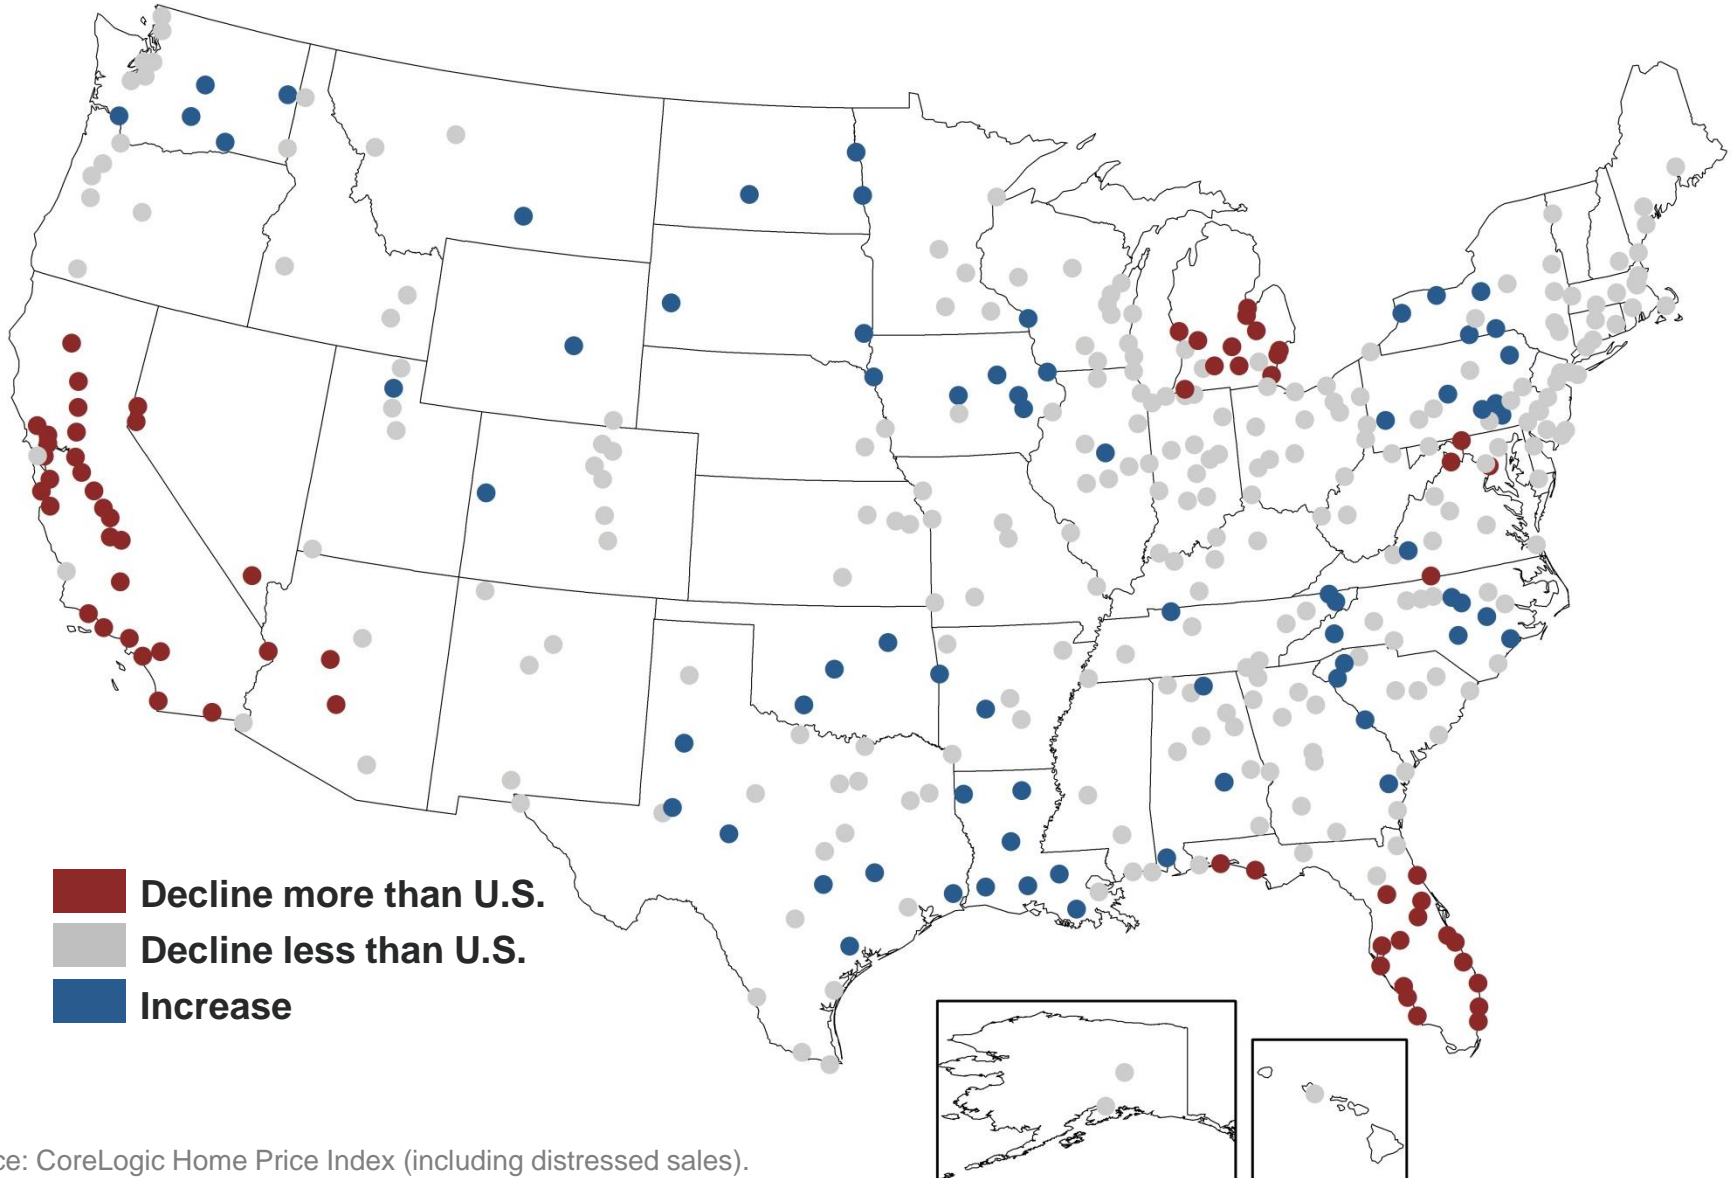 Decline more than U.S.
Decline less than U.S.
Increase
ce: CoreLogic Home Price Index (including distressed sales).